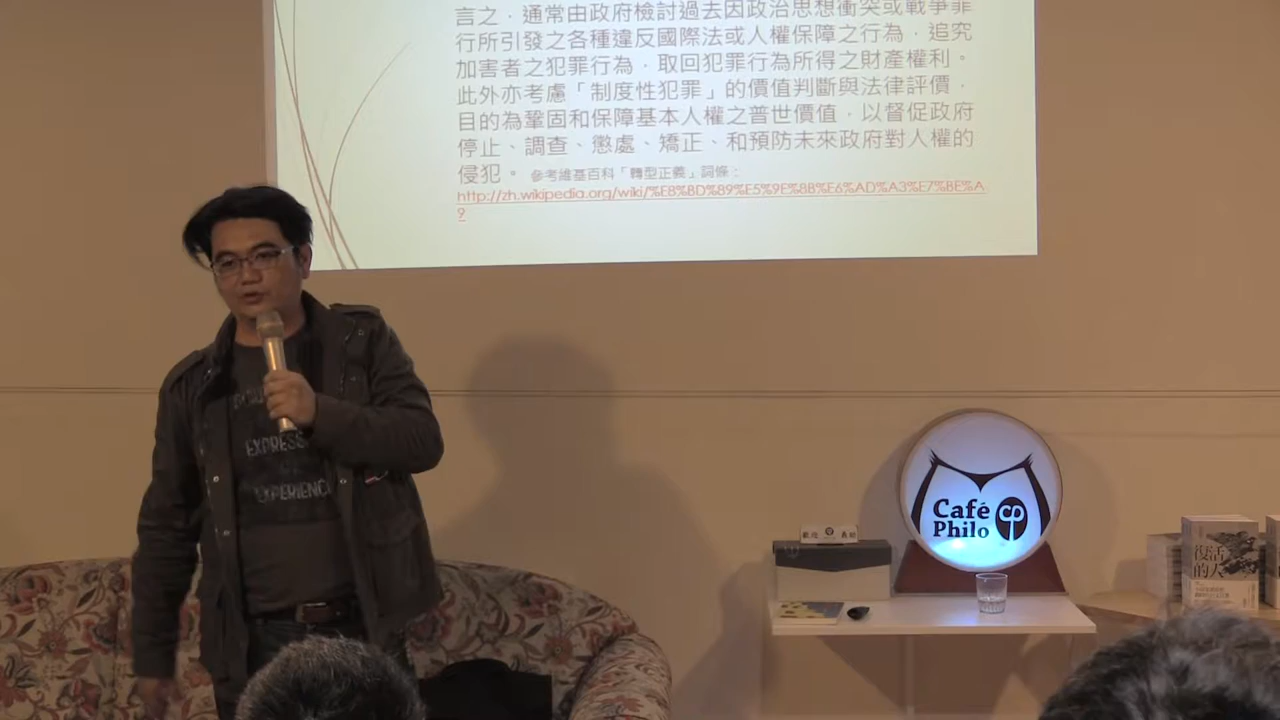 言之，通常由政府檢討過去因政治思想衝突或戰爭罪
行所引發之各種違反國際法或人權保障之行為，追究
加害者之犯罪行為，取回犯罪行為所得之財產權利。
此外亦考慮「制度性犯罪」的價值判斷與法律評價，
目的為鞏固和保障基本人權之普世價值，以督促政府
停止、調查、懲處、矯正、和預防未來政府對人權的
侵犯。 參考維基百科「轉型正義」詞條：
http://zh.wikipedia.org/wiki/%E8%BD%89%E5%9E%8B%E6%AD%A3%E7%BE%A
9
EXPRESS
EXPERIENC
Café
Philo
復活
的人